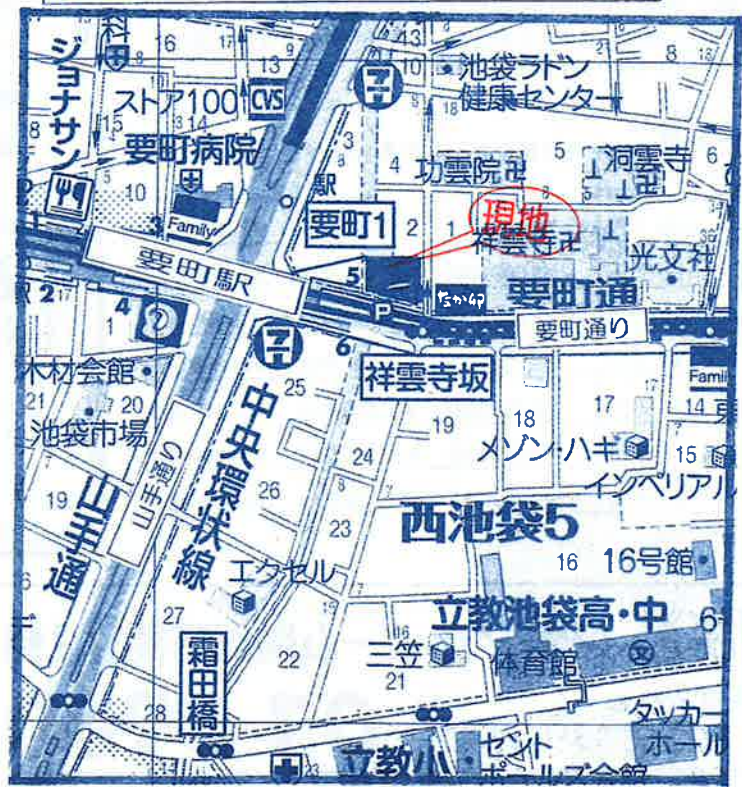 科
16
17
13
43
10
池袋ラドン
健康センター
8
13
ジョナサン
ストア100
CVS
3
14
要町病院
18
4
功雲院
5
洞雲寺
6
10
駅
Family
要町1
2
1
現地
祥雲寺
光文社
要町駅
5
P
なか卯
要町通
要町通り
2
4
1
6
祥雲寺坂
Famil
木材会館
21
20
池袋市場
25
中央環状線
19
18
17
14
メゾン・ハギ
15
インペリアル
24
19
山手通り
山手通
26
23
西池袋5
16
16号館
エクセル
立教池袋高・中
6
27
22
三笠
21
体育館
霜田橋
28
タッカー
ホール
立教小
セント
ポールズ会館
23